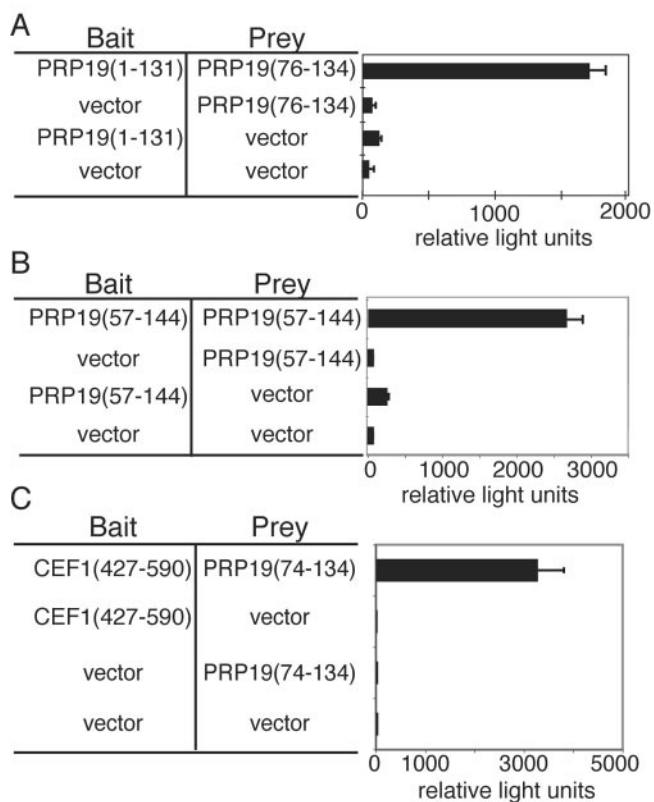 A
Bait Prey
PRP19(1-131) PRP19(76-134)
vector PRP19(76-134)
PRP19(1-131) vector
vector vector
0 1000 2000
relative light units
B
Bait Prey
PRP19(57-144) PRP19(57-144)
vector PRP19(57-144)
PRP19(57-144) vector
vector vector
0 1000 2000 3000
relative light units
C
Bait Prey
CEF1(427-590) PRP19(74-134)
CEF1(427-590) vector
vector PRP19(74-134)
vector vector
0 1000 3000 5000
relative light units